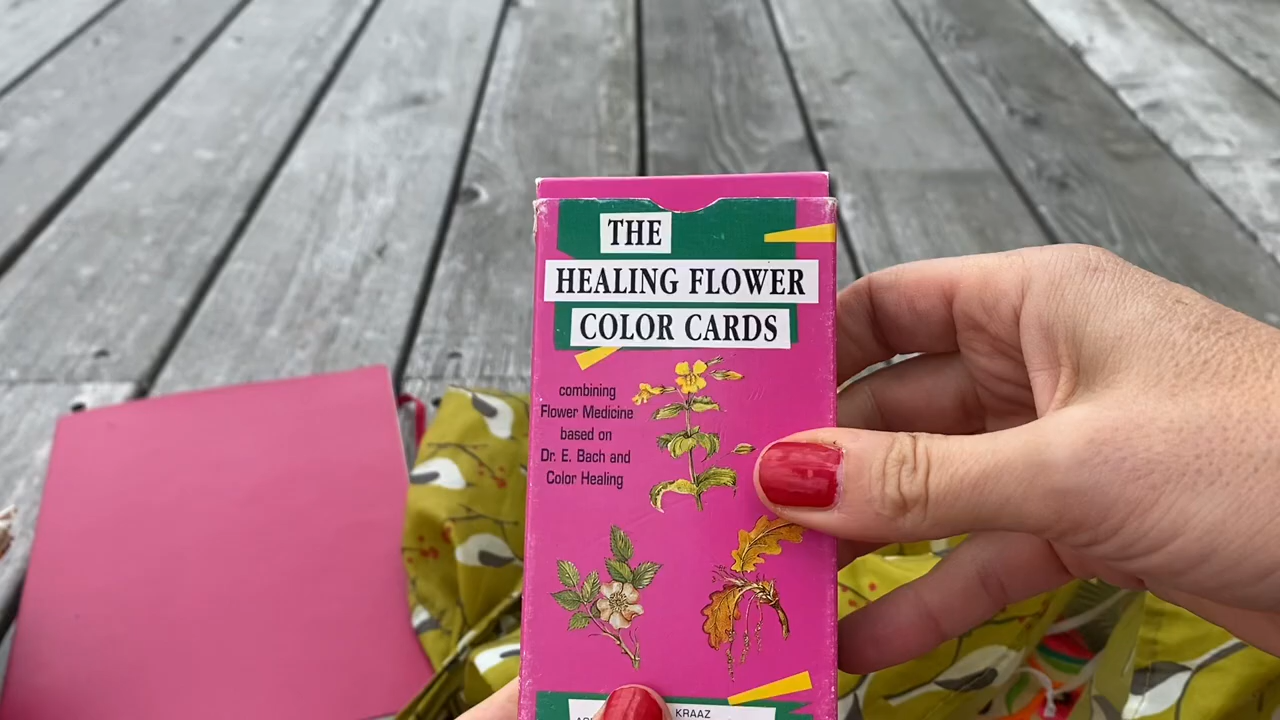 THE
HEALING FLOWER
COLOR CARDS
combining
Flower Medicine
based on
Dr. E. Bach and
Color Healing
KRAAZ